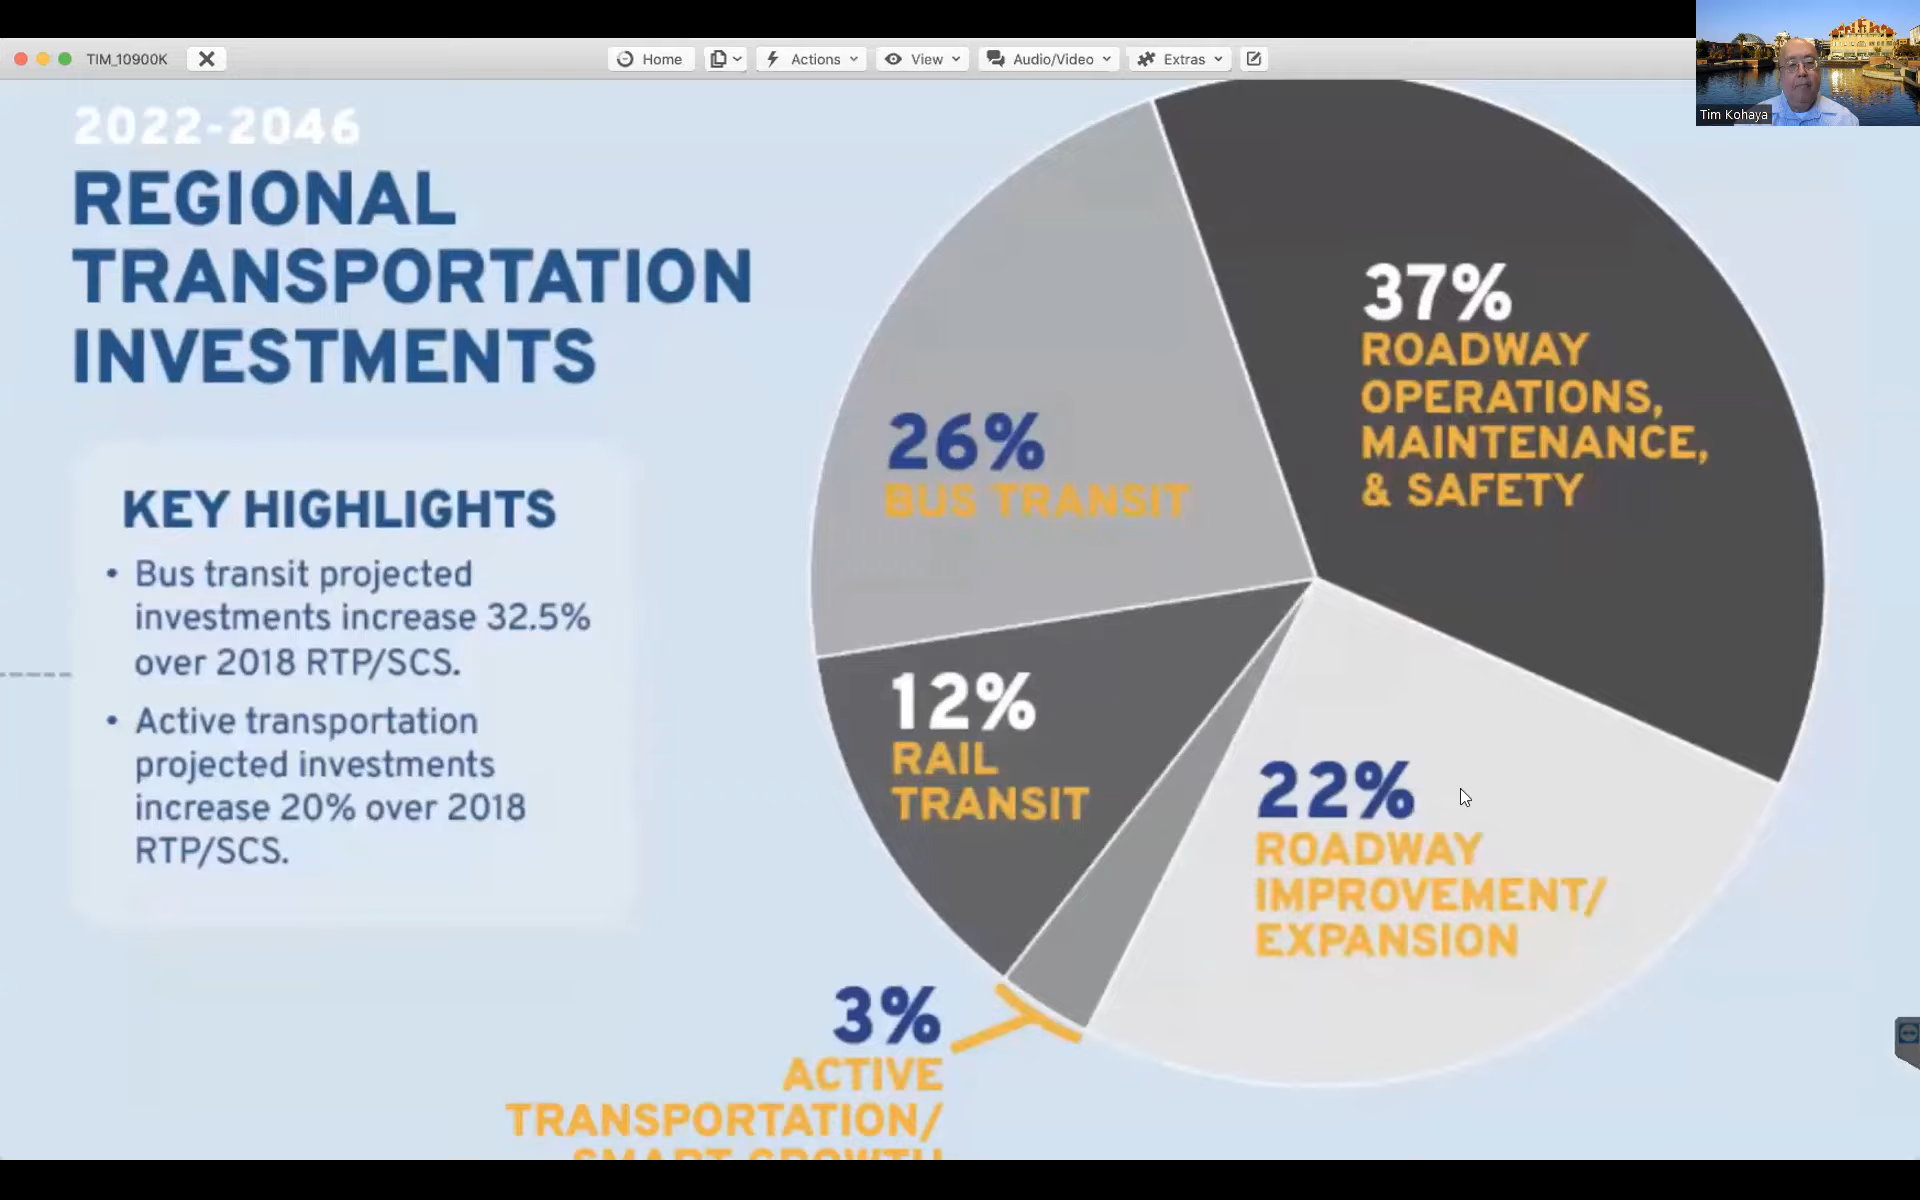 TIM_10900K
Home
Actions
View
Audio/Video
Extras
Tim Kohaya
2022-2046
REGIONAL
TRANSPORTATION
INVESTMENTS
KEY HIGHLIGHTS
• Bus transit projected
investments increase 32.5%
over 2018 RTP/SCS.
• Active transportation
projected investments
increase 20% over 2018
RTP/SCS.
37%
ROADWAY
OPERATIONS,
MAINTENANCE,
& SAFETY
26%
BUS TRANSIT
12%
RAIL
TRANSIT
22%
ROADWAY
IMPROVEMENT/
EXPANSION
3%
ACTIVE
TRANSPORTATION/
SMART GROWTH